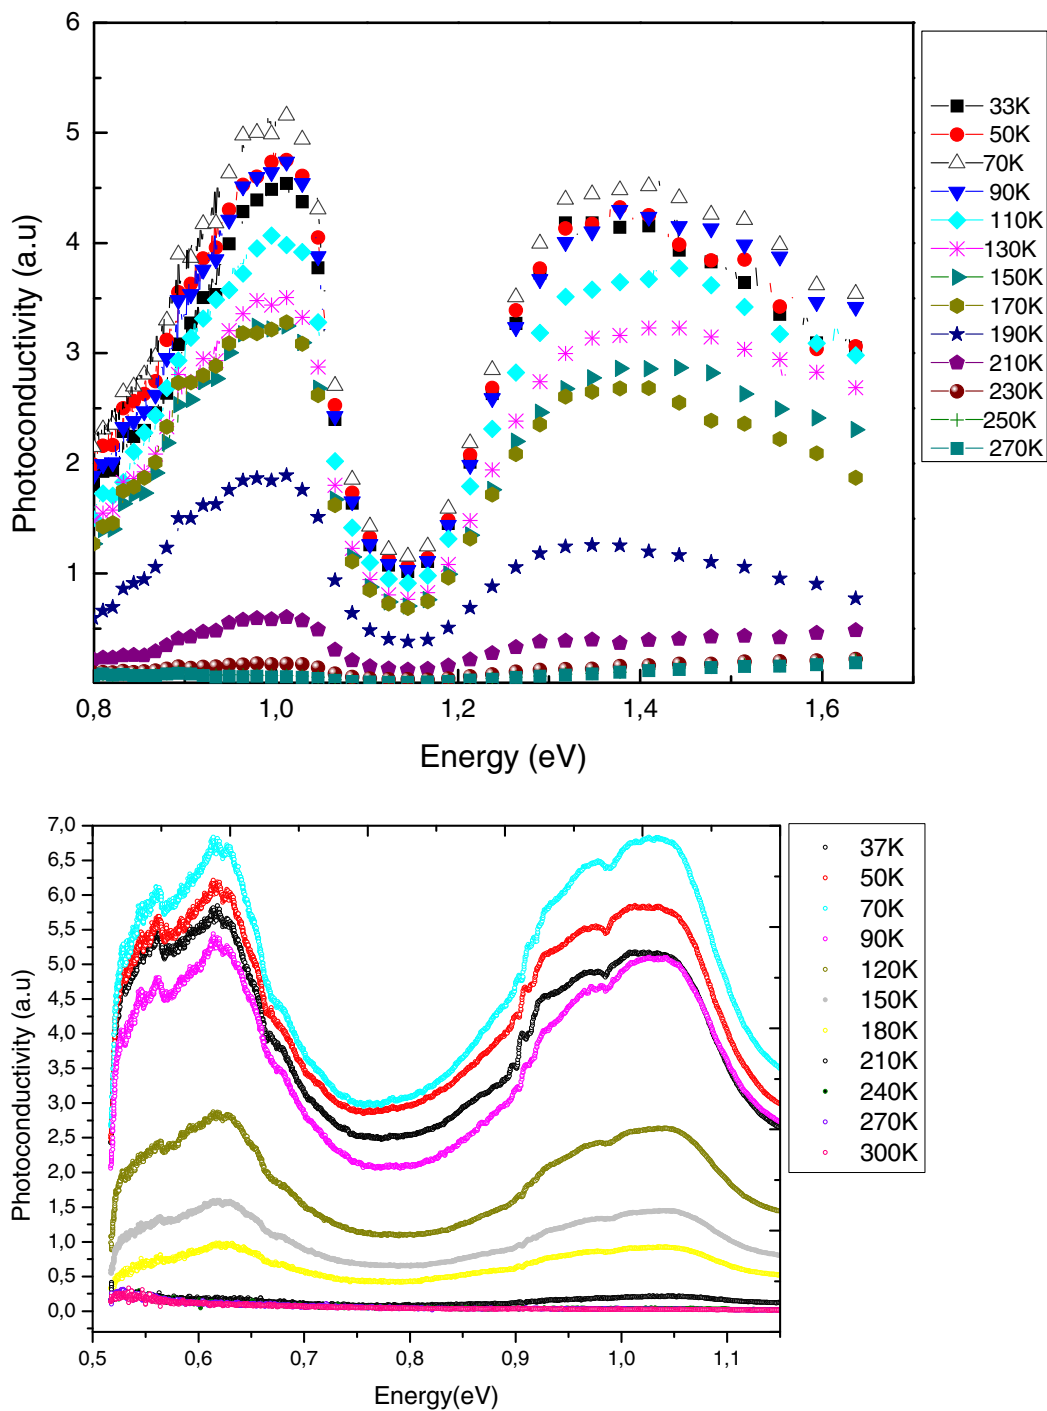 6
5
4
3
2
1
Photoconductivity (a.u)
0,8
1,0
1,2
1,4
1,6
Energy (eV)
33K
50K
70K
90K
110K
130K
150K
170K
190K
210K
230K
250K
270K
7,0
6,5
6,0
5,5
5,0
4,5
4,0
3,5
3,0
2,5
2,0
1,5
1,0
0,5
0,0
Photoconductivity (a.u)
0,5
0,6
0,7
0,8
0,9
1,0
1,1
Energy(eV)
37K
50K
70K
90K
120K
150K
180K
210K
240K
270K
300K